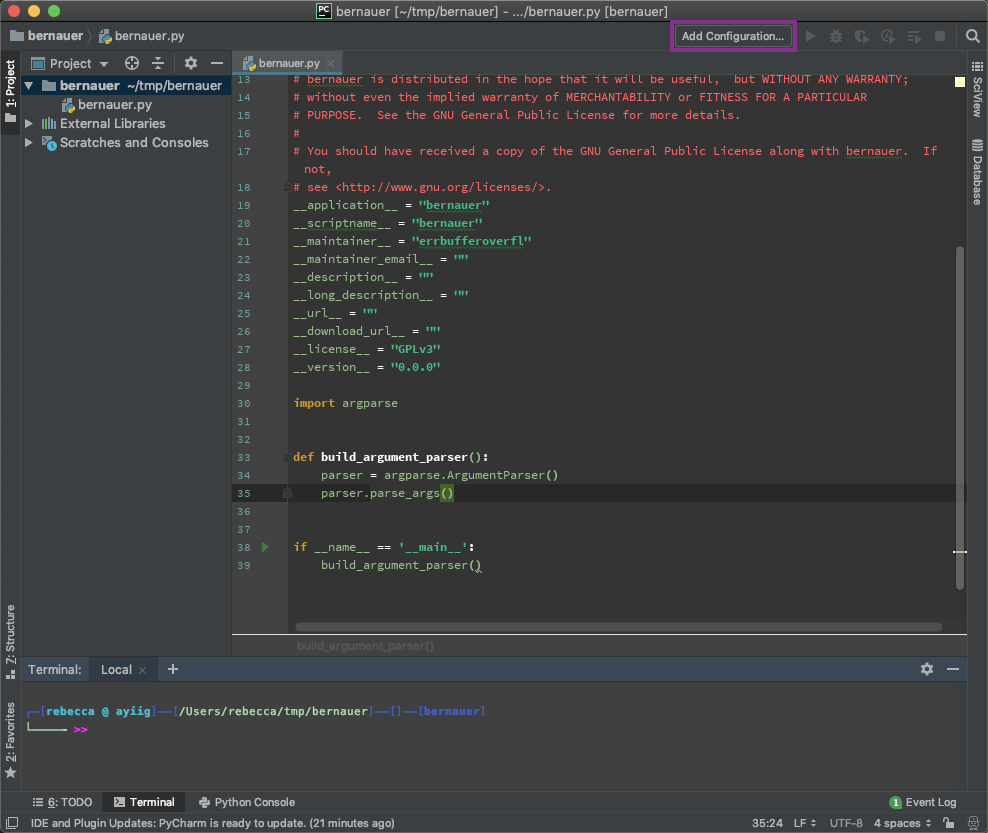 PC bernauer [~/tmp/bernauer] - .../bernauer.py [bernauer]
bernauer bernauer.py Add Configuration...
1: Project
Project
bernauer ~/tmp/bernauer
bernauer.py
External Libraries
Scratches and Consoles
bernauer.py
13 # bernauer is distributed in the hope that it will be useful,  but WITHOUT ANY WARRANTY;
14 # without even the implied warranty of MERCHANTABILITY or FITNESS FOR A PARTICULAR
15 # PURPOSE.  See the GNU General Public License for more details.
16 #
17 # You should have received a copy of the GNU General Public License along with bernauer.  If
not,
18 # see <http://www.gnu.org/licenses/>.
19 __application__ = "bernauer"
20 __scriptname__ = "bernauer"
21 __maintainer__ = "errbufferoverfl"
22 __maintainer_email__ = ""
23 __description__ = ""
24 __long_description__ = ""
25 __url__ = ""
26 __download_url__ = ""
27 __license__ = "GPLv3"
28 __version__ = "0.0.0"
29
30 import argparse
31
32
33 def build_argument_parser():
34     parser = argparse.ArgumentParser()
35     parser.parse_args()
36
37
38 if __name__ == '__main__':
39     build_argument_parser()
build_argument_parser()
SciView
Database
Z: Structure
2: Favorites
Terminal: Local +
[rebecca @ ayiig]——[/Users/rebecca/tmp/bernauer]——[]——[bernauer]
>>
6: TODO Terminal Python Console 1 Event Log
IDE and Plugin Updates: PyCharm is ready to update. (21 minutes ago) 35:24 LF UTF-8 4 spaces